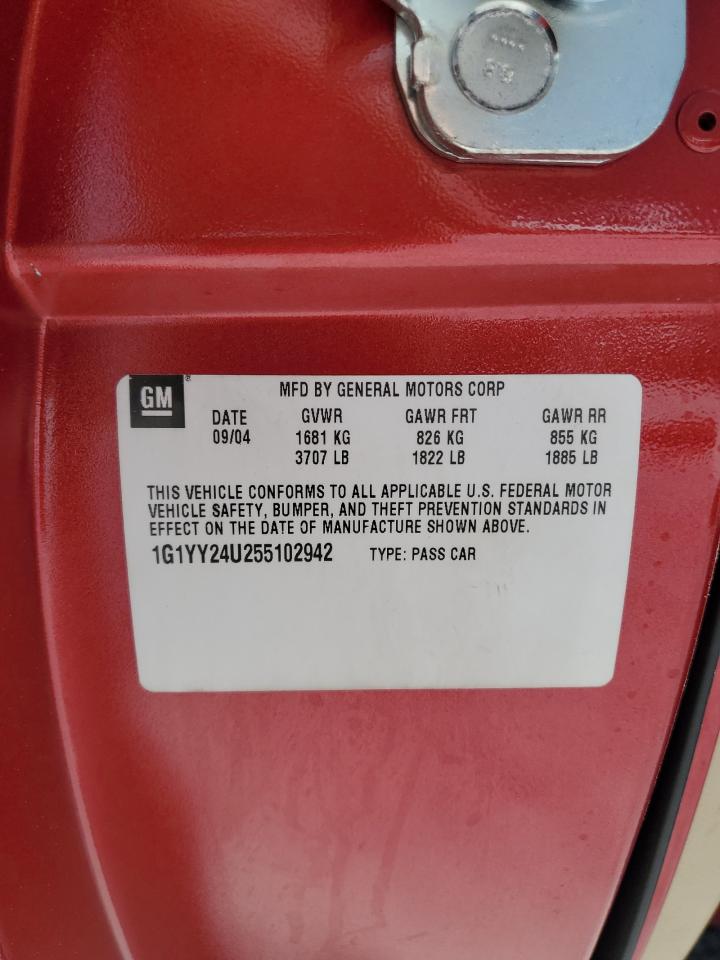 GM
MFD BY GENERAL MOTORS CORP
DATE GVWR GAWR FRT GAWR RR
09/04 1681 KG 826 KG 855 KG
3707 LB 1822 LB 1885 LB
THIS VEHICLE CONFORMS TO ALL APPLICABLE U.S. FEDERAL MOTOR
VEHICLE SAFETY, BUMPER, AND THEFT PREVENTION STANDARDS IN
EFFECT ON THE DATE OF MANUFACTURE SHOWN ABOVE.
1G1YY24U255102942 TYPE: PASS CAR